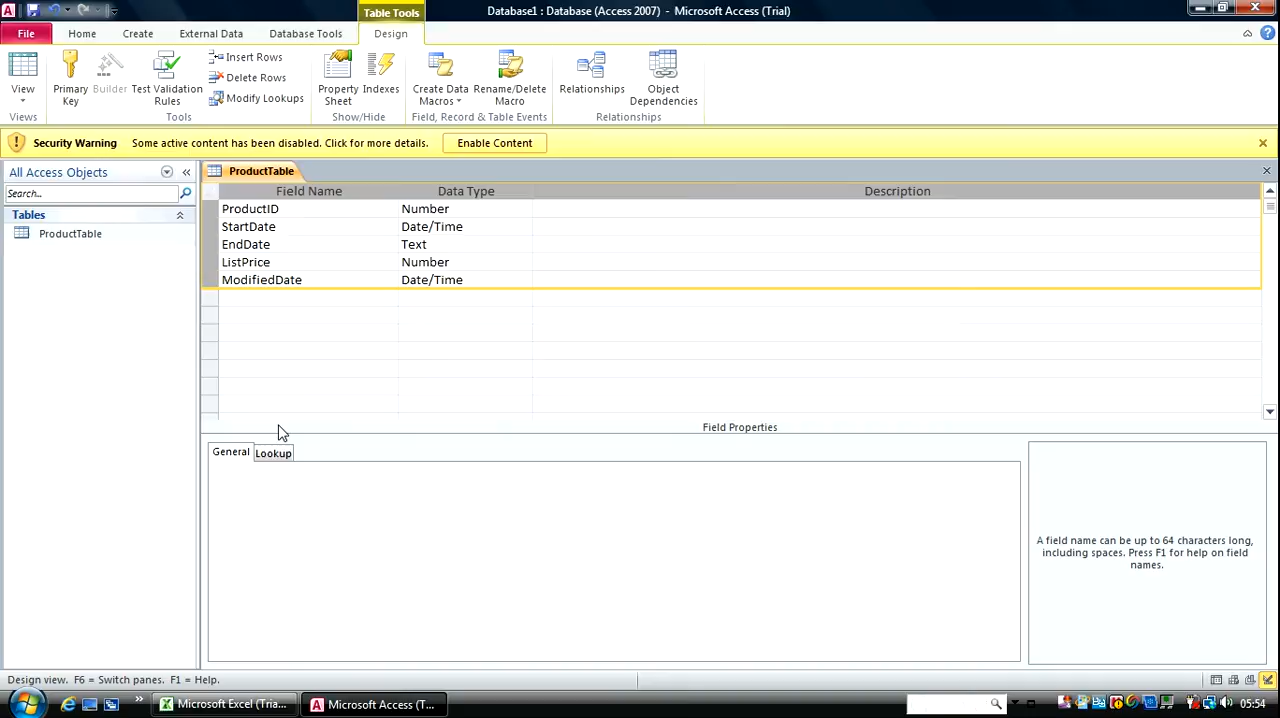 Table Tools
Database1 : Database (Access 2007) - Microsoft Access (Trial)
File Home Create External Data Database Tools Design
View
Primary Key
Builder
Test Validation Rules
Insert Rows
Delete Rows
Modify Lookups
Property Sheet
Indexes
Create Data Macros
Rename/Delete Macro
Relationships
Object Dependencies
Views
Tools
Show/Hide
Field, Record & Table Events
Relationships
Security Warning Some active content has been disabled. Click for more details. Enable Content
All Access Objects
Search...
Tables
ProductTable
ProductTable
Field Name Data Type Description
ProductID Number
StartDate Date/Time
EndDate Text
ListPrice Number
ModifiedDate Date/Time
Field Properties
General Lookup
A field name can be up to 64 characters long,
including spaces. Press F1 for help on field
names.
Design view. F6 = Switch panes. F1 = Help.
Microsoft Excel (Tria... Microsoft Access (T... 05:54